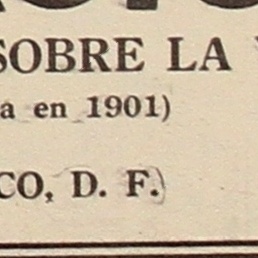 SOBRE LA
a en 1901)
CO, D. F.